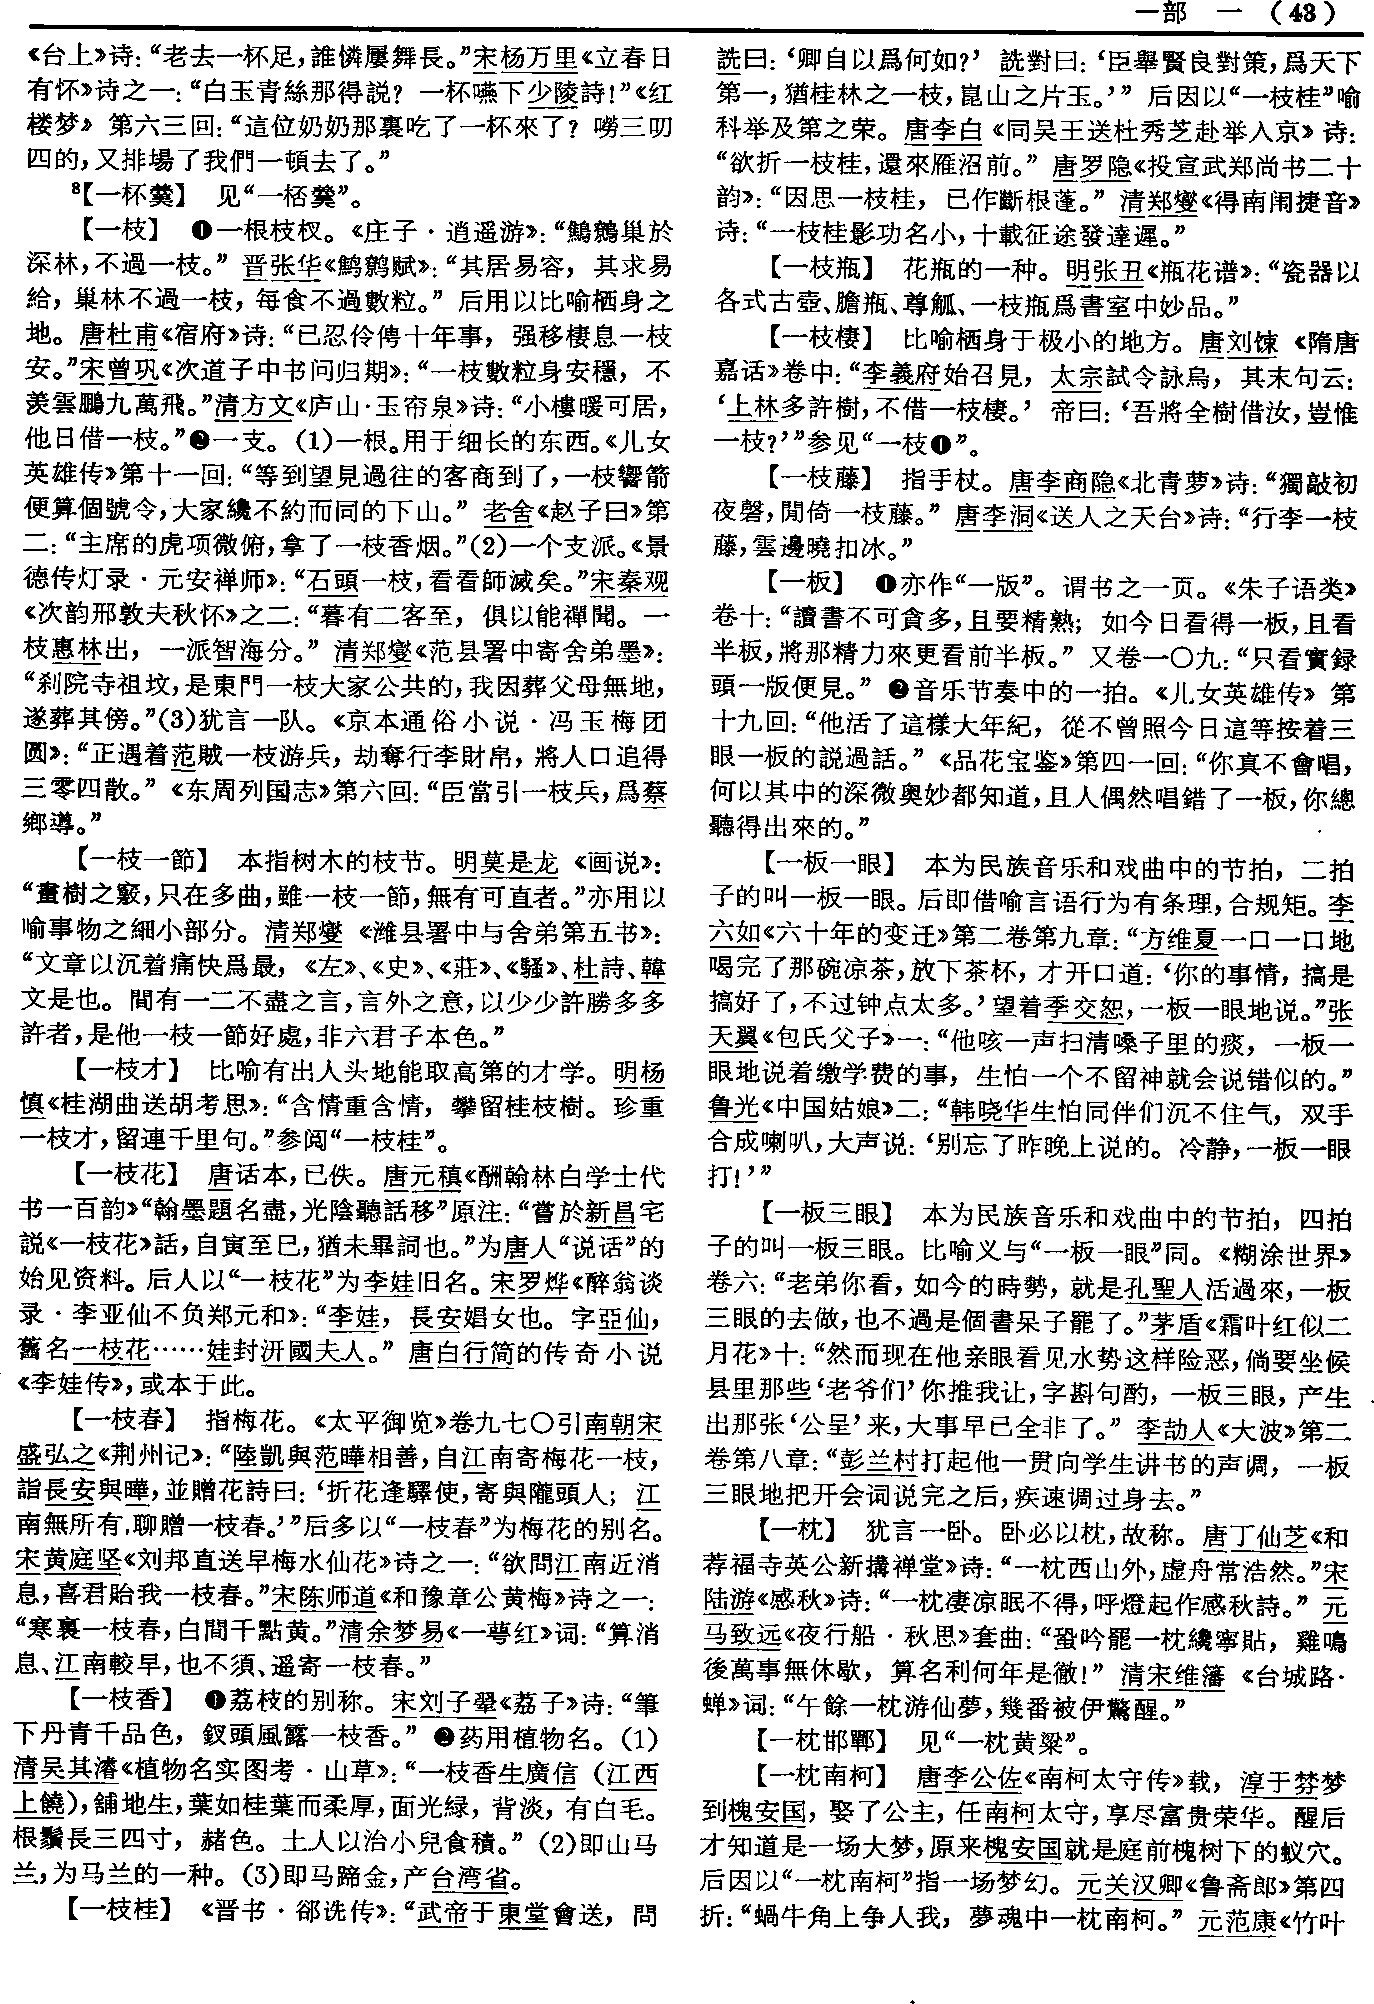 一部 一 （43）
《台上》诗：“老去一杯足，誰憐屢舞長。”宋杨万里《立春日
有怀》诗之一：“白玉青絲那得説？ 一杯嚥下少陵詩！”《红
楼梦》 第六三回：“這位奶奶那裏吃了一杯來了？嘮三叨
四的，又排場了我們一頓去了。”
⁸【一杯羹】 见“一桮羹”。
【一枝】 ❶一根枝杈。《庄子·逍遥游》：“鷦鷯巢於
深林，不過一枝。” 晋张华《鹪鹩赋》：“其居易容， 其求易
給，巢林不過一枝，每食不過數粒。” 后用以比喻栖身之
地。唐杜甫《宿府》诗：“已忍伶俜十年事， 强移棲息一枝
安。”宋曾巩《次道子中书问归期》：“一枝數粒身安穩， 不
羡雲鵬九萬飛。”清方文《庐山·玉帘泉》诗：“小樓暖可居，
他日借一枝。”❷一支。(1)一根。用于细长的东西。《儿女
英雄传》第十一回：“等到望見過往的客商到了，一枝響箭
便算個號令，大家纔不約而同的下山。” 老舍《赵子曰》第
二：“主席的虎项微俯，拿了一枝香烟。”(2)一个支派。《景
德传灯录·元安禅师》：“石頭一枝，看看師滅矣。”宋秦观
《次韵邢敦夫秋怀》之二：“暮有二客至， 俱以能禪聞。 一
枝惠林出， 一派智海分。” 清郑燮《范县署中寄舍弟墨》：
“刹院寺祖坟，是東門一枝大家公共的，我因葬父母無地，
遂葬其傍。”(3)犹言一队。《京本通俗小说·冯玉梅团
圆》：“正遇着范賊一枝游兵，劫奪行李財帛，將人口追得
三零四散。”《东周列国志》第六回：“臣當引一枝兵，爲蔡
鄉導。”
【一枝一節】 本指树木的枝节。明莫是龙《画说》：
“畫樹之竅，只在多曲，雖一枝一節，無有可直者。”亦用以
喻事物之細小部分。清郑燮《潍县署中与舍弟第五书》：
“文章以沉着痛快爲最，《左》、《史》、《莊》、《騷》、杜詩、韓
文是也。間有一二不盡之言，言外之意，以少少許勝多多
許者，是他一枝一節好處，非六君子本色。”
【一枝才】 比喻有出人头地能取高第的才学。明杨
慎《桂湖曲送胡考思》：“含情重含情，攀留桂枝樹。珍重
一枝才，留連千里句。”参阅“一枝桂”。
【一枝花】 唐话本，已佚。唐元稹《酬翰林白学士代
书一百韵》“翰墨題名盡，光陰聽話移”原注：“嘗於新昌宅
説《一枝花》話，自寅至巳，猶未畢詞也。”为唐人“说话”的
始见资料。后人以“一枝花”为李娃旧名。宋罗烨《醉翁谈
录·李亚仙不负郑元和》：“李娃，長安娼女也。字亞仙，
舊名一枝花……娃封汧國夫人。” 唐白行简的传奇小说
《李娃传》，或本于此。
【一枝春】 指梅花。《太平御览》卷九七〇引南朝宋
盛弘之《荆州记》：“陸凱與范曄相善，自江南寄梅花一枝，
詣長安與曄，並贈花詩曰：‘折花逢驛使，寄與隴頭人；江
南無所有，聊贈一枝春。’”后多以“一枝春”为梅花的别名。
宋黄庭坚《刘邦直送早梅水仙花》诗之一：“欲問江南近消
息，喜君貽我一枝春。”宋陈师道《和豫章公黄梅》诗之一：
“寒裏一枝春，白間千點黄。”清余梦易《一萼红》词：“算消
息、江南較早，也不須、遥寄一枝春。”
【一枝香】 ❶荔枝的别称。宋刘子翚《荔子》诗：“筆
下丹青千品色，釵頭風露一枝香。” ❷药用植物名。(1)
清吴其濬《植物名实图考·山草》：“一枝香生廣信（江西
上饒），舖地生，葉如桂葉而柔厚，面光緑，背淡，有白毛。
根鬚長三四寸，赭色。土人以治小兒食積。”(2)即山马
兰，为马兰的一种。(3)即马蹄金，产台湾省。
【一枝桂】 《晋书·郤诜传》：“武帝于東堂會送，問
詵曰：‘卿自以爲何如？’ 詵對曰：‘臣舉賢良對策，爲天下
第一，猶桂林之一枝，崑山之片玉。’” 后因以“一枝桂”喻
科举及第之荣。唐李白《同吴王送杜秀芝赴举入京》诗：
“欲折一枝桂，還來雁沼前。” 唐罗隐《投宣武郑尚书二十
韵》：“因思一枝桂，已作斷根蓬。” 清郑燮《得南闱捷音》
诗：“一枝桂影功名小，十載征途發達遲。”
【一枝瓶】 花瓶的一种。明张丑《瓶花谱》：“瓷器以
各式古壺、膽瓶、尊觚、一枝瓶爲書室中妙品。”
【一枝棲】 比喻栖身于极小的地方。唐刘悚《隋唐
嘉话》卷中：“李義府始召見，太宗試令詠烏，其末句云：
‘上林多許樹，不借一枝棲。’ 帝曰：‘吾將全樹借汝，豈惟
一枝？’”参见“一枝❶”。
【一枝藤】 指手杖。唐李商隐《北青萝》诗：“獨敲初
夜磬，閒倚一枝藤。” 唐李洞《送人之天台》诗：“行李一枝
藤，雲邊曉扣冰。”
【一板】 ❶亦作“一版”。谓书之一页。《朱子语类》
卷十：“讀書不可貪多，且要精熟；如今日看得一板，且看
半板，將那精力來更看前半板。” 又卷一〇九：“只看實録
頭一版便見。” ❷音乐节奏中的一拍。《儿女英雄传》第
十九回：“他活了這樣大年紀，從不曾照今日這等按着三
眼一板的説過話。”《品花宝鉴》第四一回：“你真不會唱，
何以其中的深微奥妙都知道，且人偶然唱錯了一板，你總
聽得出來的。”
【一板一眼】 本为民族音乐和戏曲中的节拍，二拍
子的叫一板一眼。后即借喻言语行为有条理，合规矩。李
六如《六十年的变迁》第二卷第九章：“方维夏一口一口地
喝完了那碗凉茶，放下茶杯，才开口道：‘你的事情，搞是
搞好了，不过钟点太多。’望着季交恕，一板一眼地说。”张
天翼《包氏父子》一：“他咳一声扫清嗓子里的痰，一板一
眼地说着缴学费的事，生怕一个不留神就会说错似的。”
鲁光《中国姑娘》二：“韩晓华生怕同伴们沉不住气，双手
合成喇叭，大声说：‘别忘了昨晚上说的。冷静，一板一眼
打！’”
【一板三眼】 本为民族音乐和戏曲中的节拍，四拍
子的叫一板三眼。比喻义与“一板一眼”同。《糊涂世界》
卷六：“老弟你看，如今的時勢，就是孔聖人活過來，一板
三眼的去做，也不過是個書呆子罷了。”茅盾《霜叶红似二
月花》十：“然而现在他亲眼看见水势这样险恶，倘要坐候
县里那些‘老爷们’你推我让，字斟句酌，一板三眼，产生
出那张‘公呈’来，大事早已全非了。” 李劼人《大波》第二
卷第八章：“彭兰村打起他一贯向学生讲书的声调，一板
三眼地把开会词说完之后，疾速调过身去。”
【一枕】 犹言一卧。卧必以枕，故称。唐丁仙芝《和
荐福寺英公新搆禅堂》诗：“一枕西山外，虚舟常浩然。”宋
陆游《感秋》诗：“一枕凄凉眠不得，呼燈起作感秋詩。” 元
马致远《夜行船·秋思》套曲：“蛩吟罷一枕纔寧貼，雞鳴
後萬事無休歇，算名利何年是徹！” 清宋维藩《台城路·
蝉》词：“午餘一枕游仙夢，幾番被伊驚醒。”
【一枕邯鄲】 见“一枕黄粱”。
【一枕南柯】 唐李公佐《南柯太守传》载，淳于棼梦
到槐安国，娶了公主，任南柯太守，享尽富贵荣华。醒后
才知道是一场大梦，原来槐安国就是庭前槐树下的蚁穴。
后因以“一枕南柯”指一场梦幻。元关汉卿《鲁斋郎》第四
折：“蝸牛角上争人我，夢魂中一枕南柯。” 元范康《竹叶